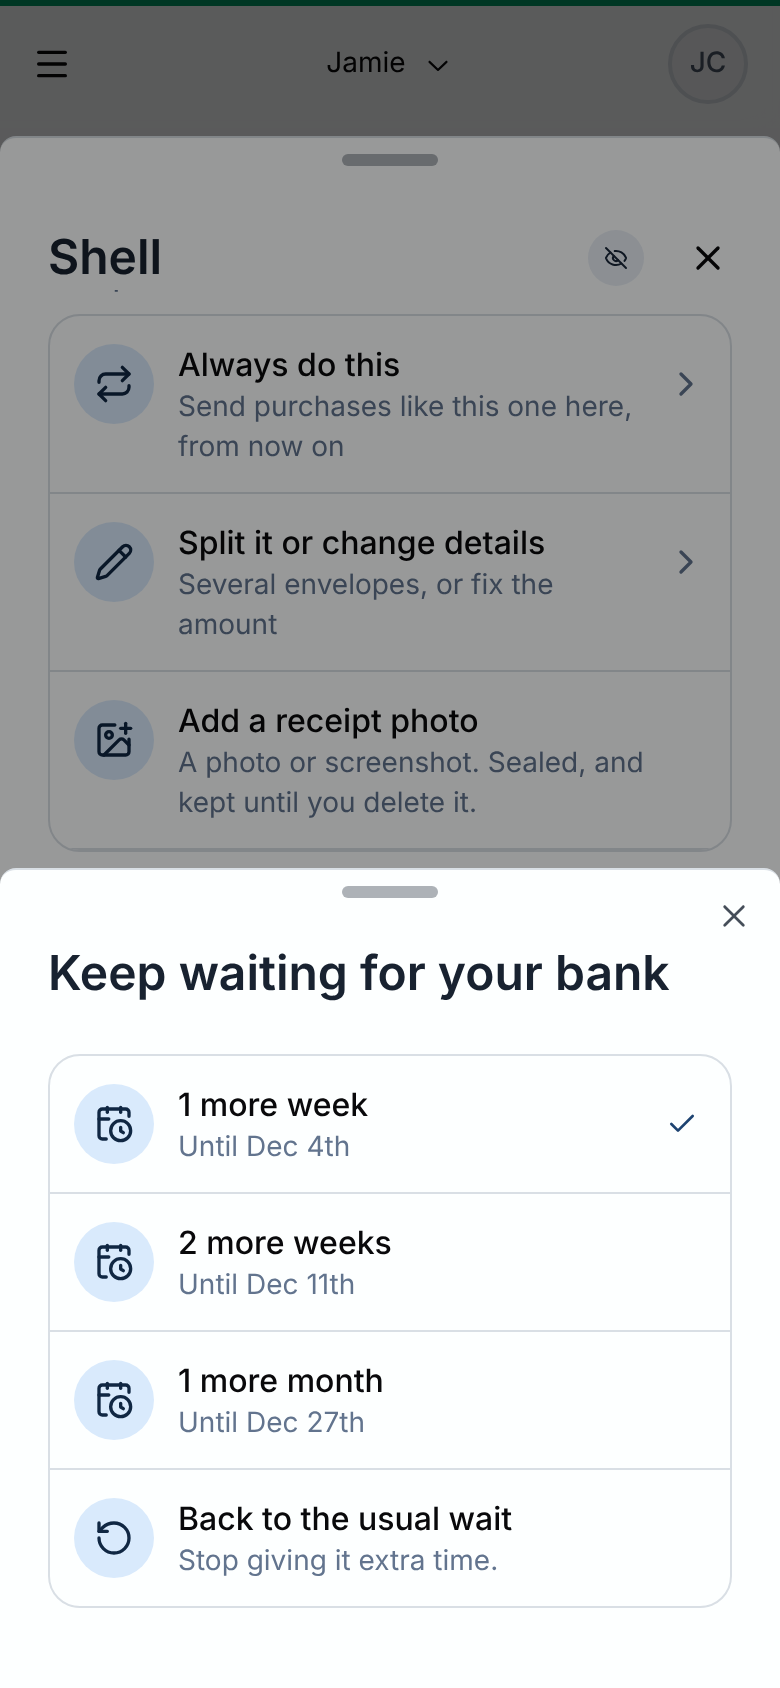 Jamie
JC
Shell
Always do this
Send purchases like this one here,
from now on
Split it or change details
Several envelopes, or fix the
amount
Add a receipt photo
A photo or screenshot. Sealed, and
kept until you delete it.
Keep waiting for your bank
1 more week
Until Dec 4th
2 more weeks
Until Dec 11th
1 more month
Until Dec 27th
Back to the usual wait
Stop giving it extra time.